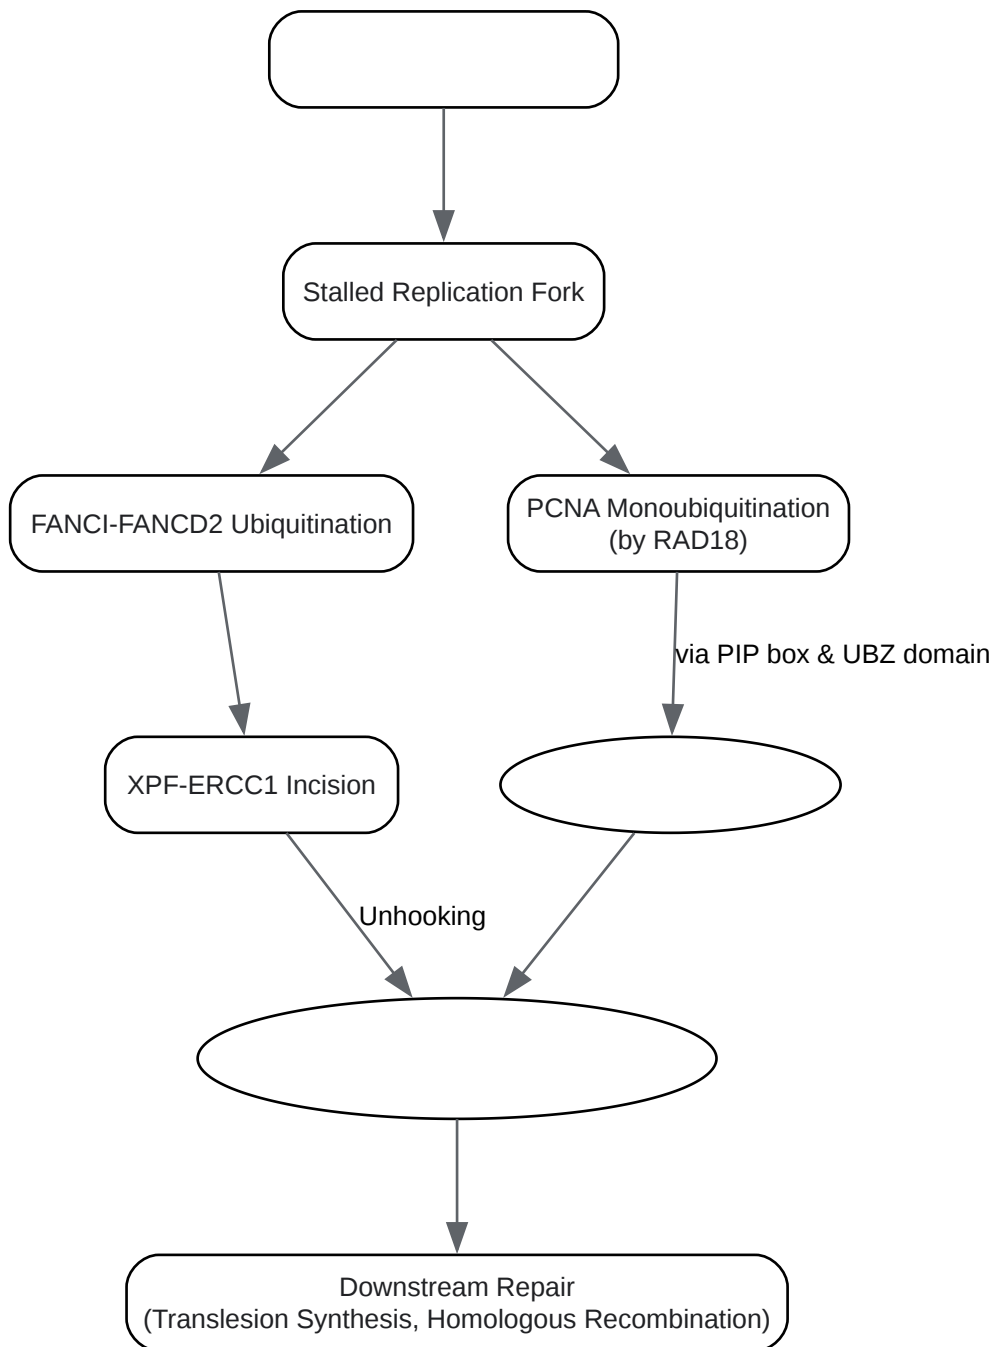 Stalled Replication Fork
FANCI-FANCD2 Ubiquitination
PCNA Monoubiquitination
(by RAD18)
via PIP box & UBZ domain
XPF-ERCC1 Incision
Unhooking
Downstream Repair
(Translesion Synthesis, Homologous Recombination)